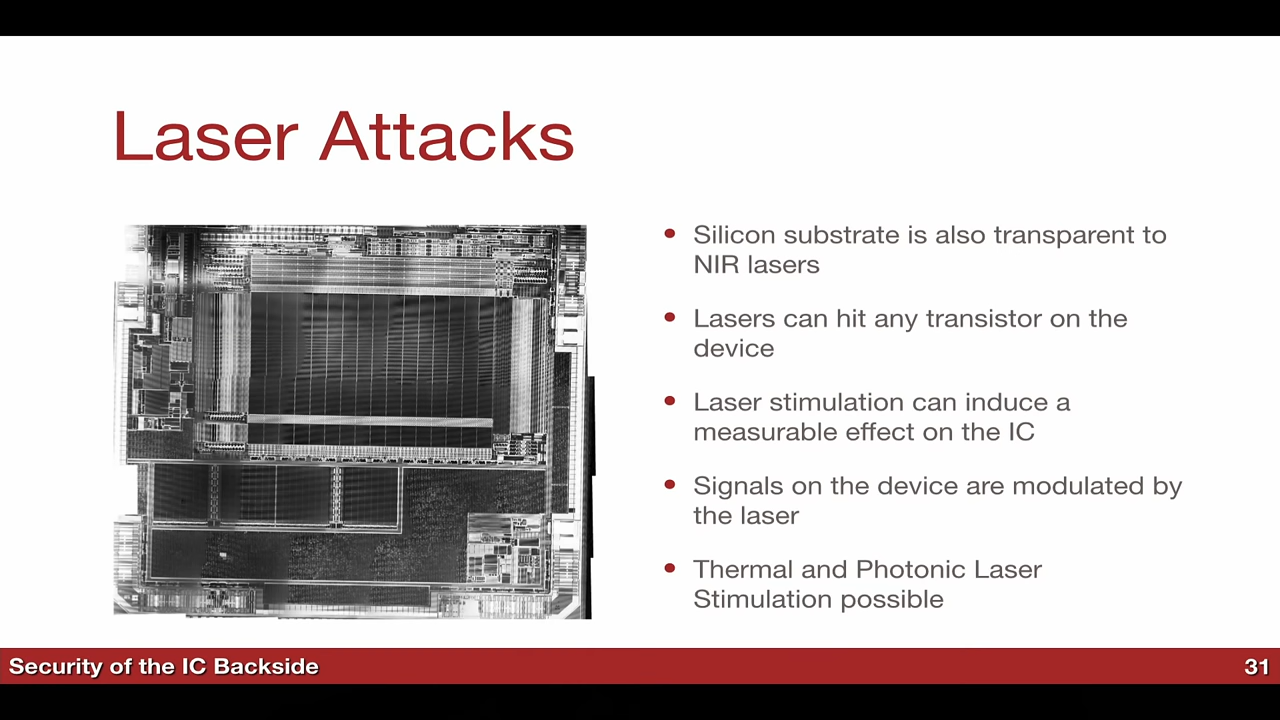 Laser Attacks
• Silicon substrate is also transparent to
NIR lasers
• Lasers can hit any transistor on the
device
• Laser stimulation can induce a
measurable effect on the IC
• Signals on the device are modulated by
the laser
• Thermal and Photonic Laser
Stimulation possible
Security of the IC Backside
31